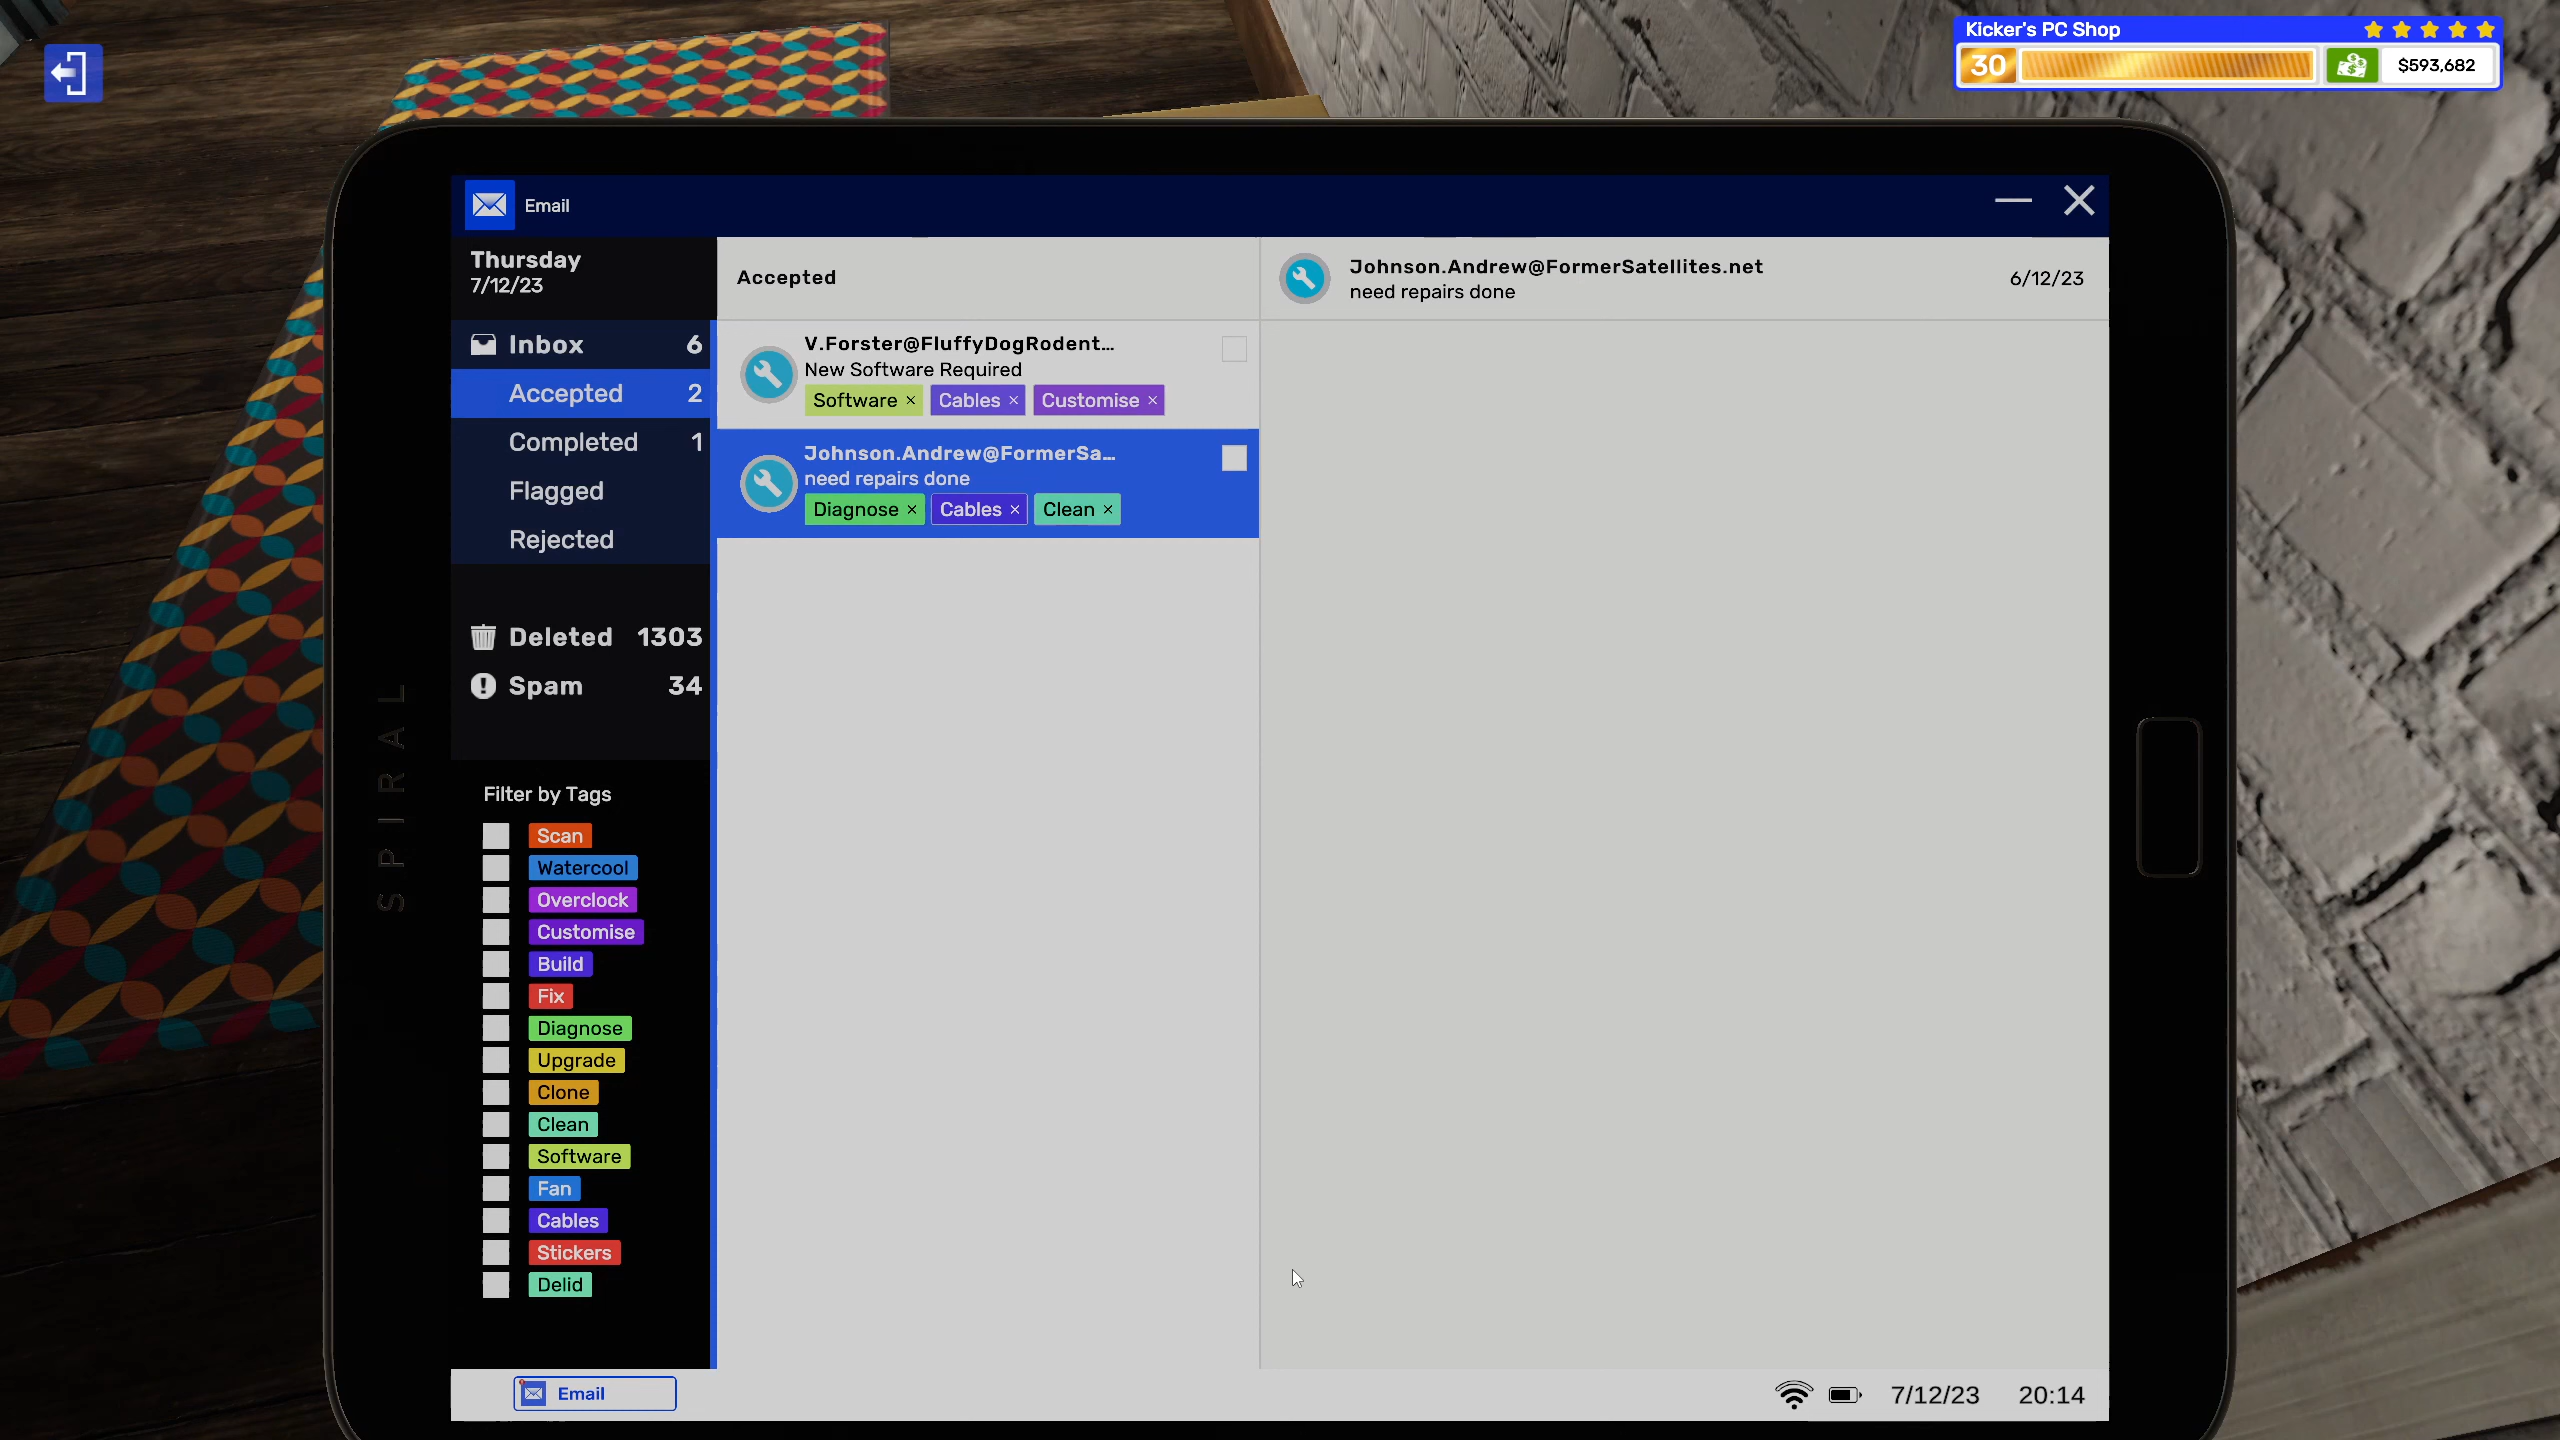 Kicker's PC Shop
30
$593,682
Email
Thursday
7/12/23
Inbox 6
Accepted 2
Completed 1
Flagged
Rejected
Deleted 1303
Spam 34
Filter by Tags
Scan
Watercool
Overclock
Customise
Build
Fix
Diagnose
Upgrade
Clone
Clean
Software
Fan
Cables
Stickers
Delid
Accepted
V.Forster@FluffyDogRodent...
New Software Required
Software × Cables × Customise ×
Johnson.Andrew@FormerSa...
need repairs done
Diagnose × Cables × Clean ×
Johnson.Andrew@FormerSatellites.net
need repairs done
6/12/23
SPIRAL
Email
7/12/23 20:14